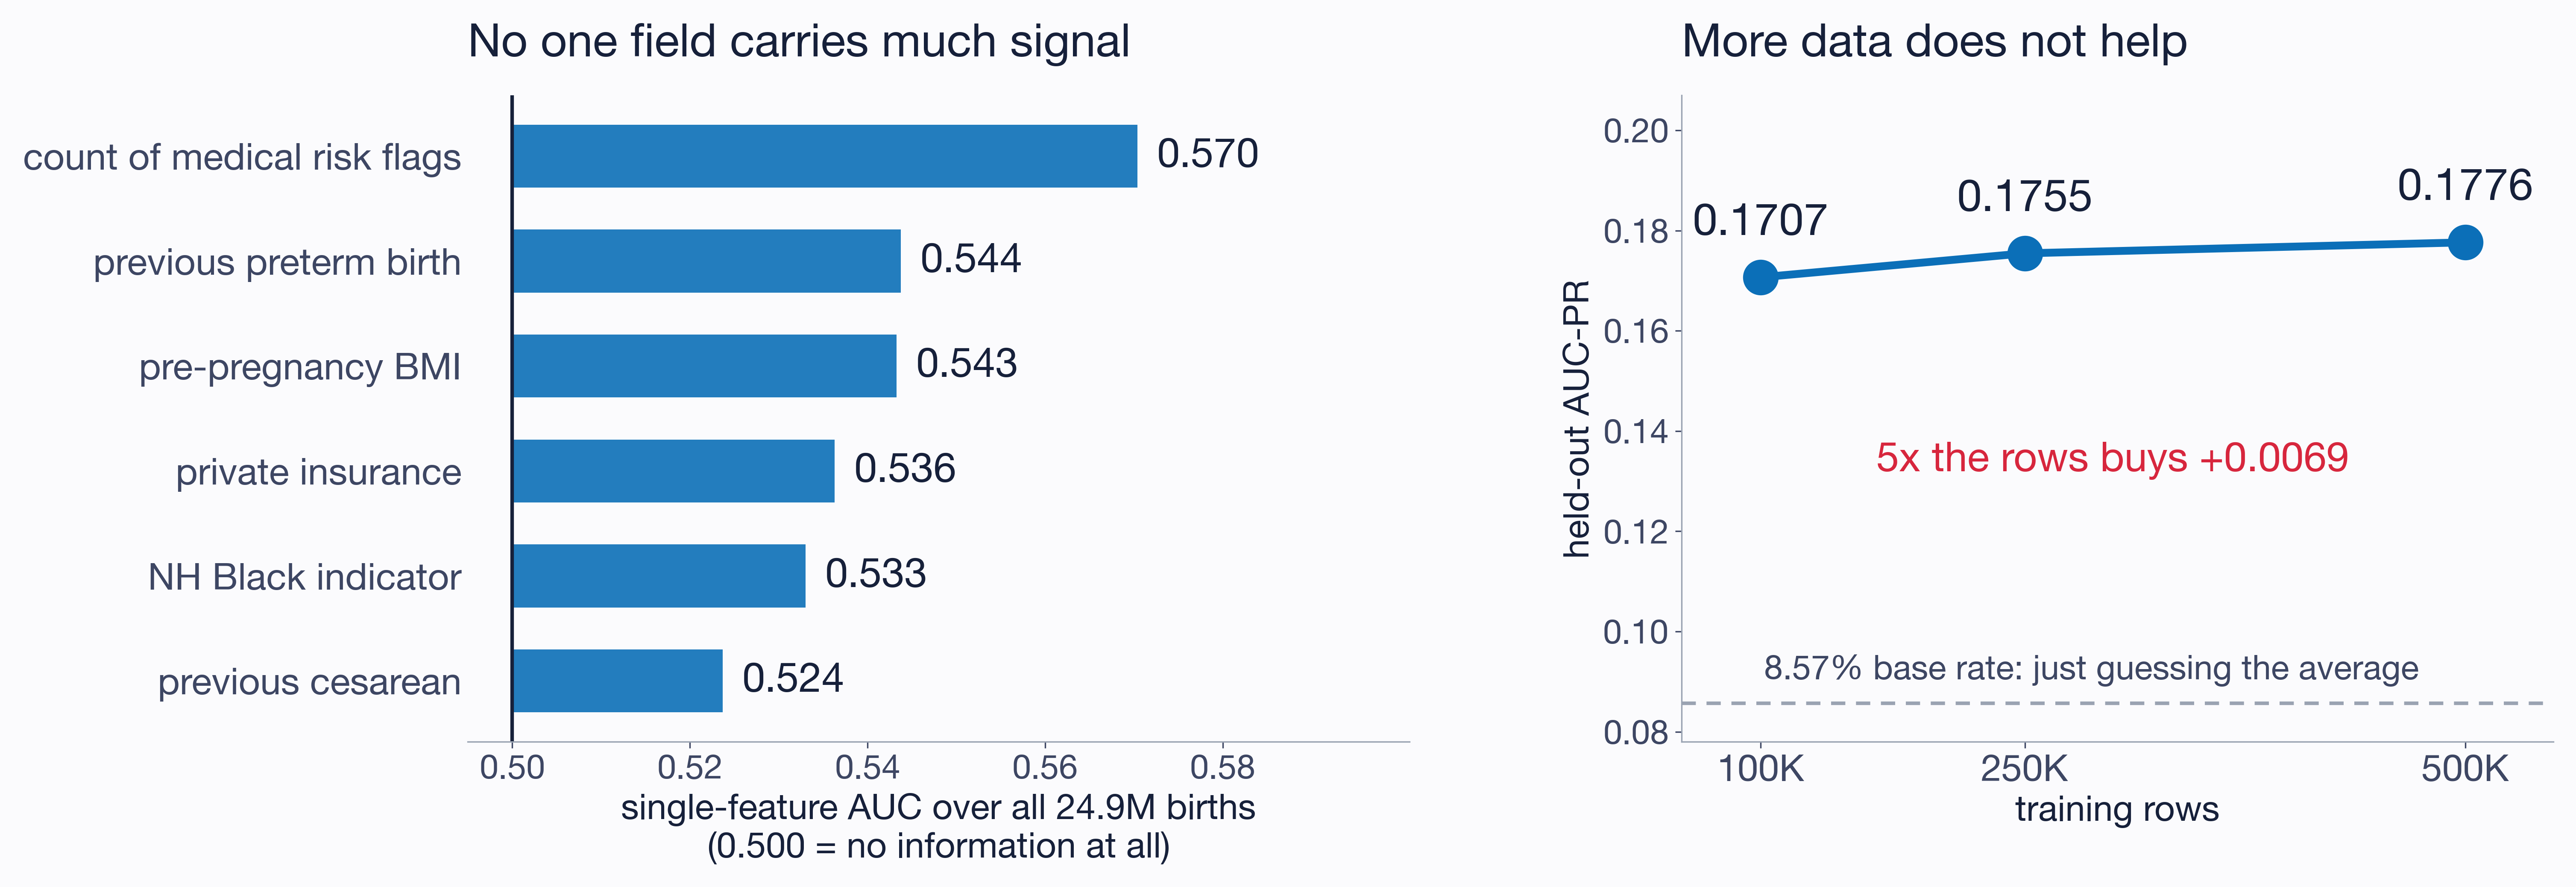 No one field carries much signal
count of medical risk flags
0.570
previous preterm birth
0.544
pre-pregnancy BMI
0.543
private insurance
0.536
NH Black indicator
0.533
previous cesarean
0.524
0.50
0.52
0.54
0.56
0.58
single-feature AUC over all 24.9M births
(0.500 = no information at all)
More data does not help
held-out AUC-PR
0.20
0.18
0.16
0.14
0.12
0.10
0.08
0.1707
0.1755
0.1776
5x the rows buys +0.0069
8.57% base rate: just guessing the average
100K
250K
500K
training rows